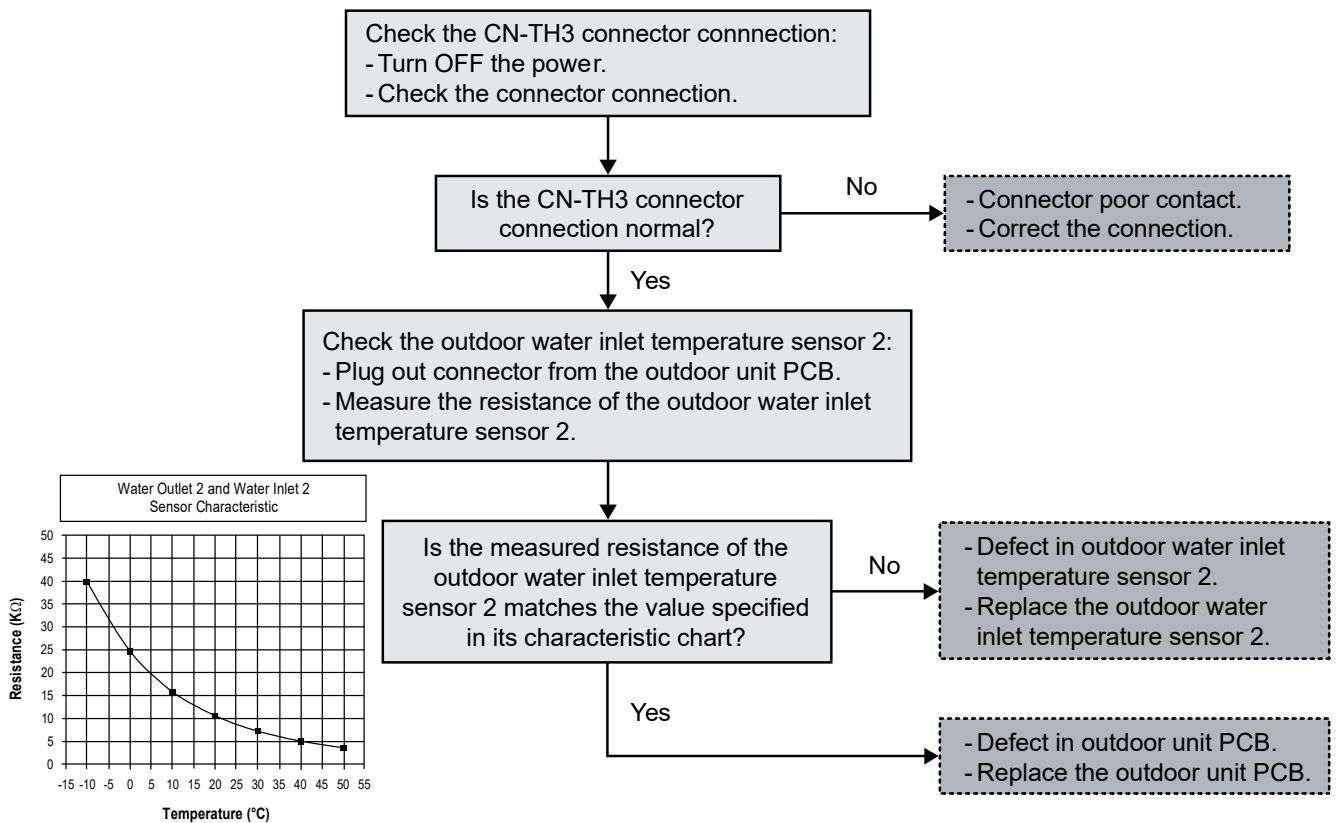 Check the CN-TH3 connector connnection:
- Turn OFF the power.
- Check the connector connection.
Is the CN-TH3 connector
connection normal?
No
- Connector poor contact.
- Correct the connection.
Yes
Check the outdoor water inlet temperature sensor 2:
- Plug out connector from the outdoor unit PCB.
- Measure the resistance of the outdoor water inlet
temperature sensor 2.
Water Outlet 2 and Water Inlet 2
Sensor Characteristic
50
45
40
35
30
25
20
15
10
5
0
Resistance (KΩ)
-15 -10 -5 0 5 10 15 20 25 30 35 40 45 50 55
Temperature (°C)
Is the measured resistance of the
outdoor water inlet temperature
sensor 2 matches the value specified
in its characteristic chart?
No
- Defect in outdoor water inlet
temperature sensor 2.
- Replace the outdoor water
inlet temperature sensor 2.
Yes
- Defect in outdoor unit PCB.
- Replace the outdoor unit PCB.